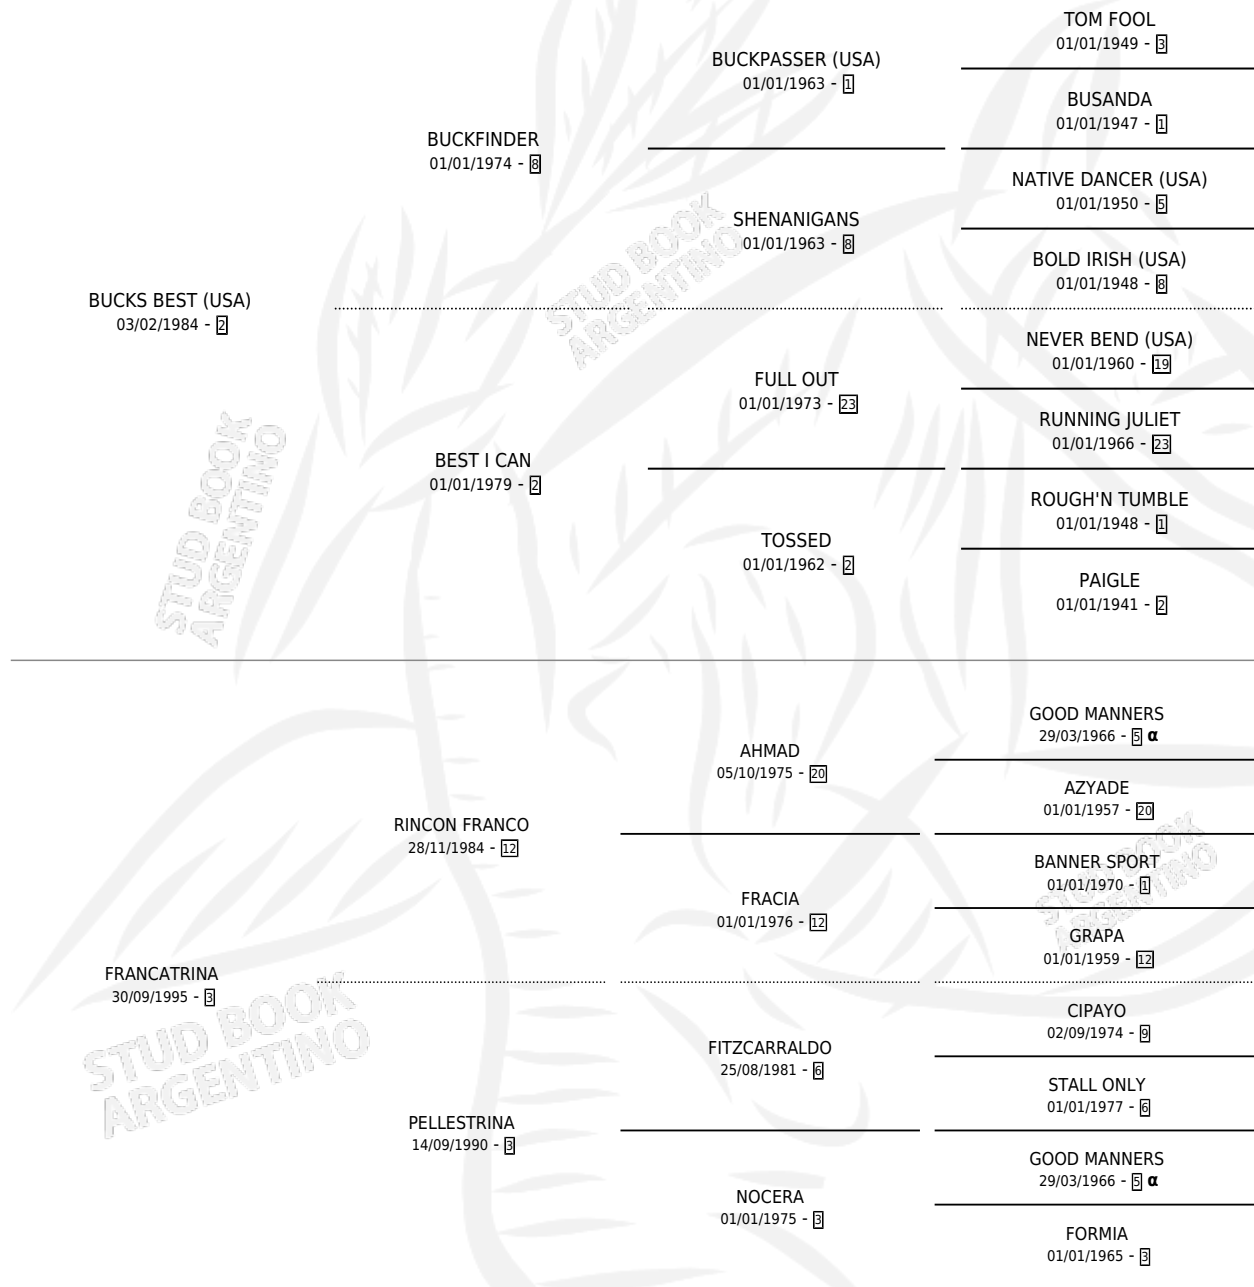 TOM FOOL
01/01/1949 - 3
BUCKPASSER (USA)
01/01/1963 - 1
BUSANDA
01/01/1947 - 1
BUCKFINDER
01/01/1974 - 8
NATIVE DANCER (USA)
01/01/1950 - 5
SHENANIGANS
01/01/1963 - 8
BOLD IRISH (USA)
01/01/1948 - 8
BUCKS BEST (USA)
03/02/1984 - 2
NEVER BEND (USA)
01/01/1960 - 19
FULL OUT
01/01/1973 - 23
RUNNING JULIET
01/01/1966 - 23
BEST I CAN
01/01/1979 - 2
ROUGH'N TUMBLE
01/01/1948 - 1
TOSSED
01/01/1962 - 2
PAIGLE
01/01/1941 - 2
GOOD MANNERS
29/03/1966 - 5 α
AHMAD
05/10/1975 - 20
AZYADE
01/01/1957 - 20
RINCON FRANCO
28/11/1984 - 12
BANNER SPORT
01/01/1970 - 1
FRACIA
01/01/1976 - 12
GRAPA
01/01/1959 - 12
FRANCATRINA
30/09/1995 - 3
CIPAYO
02/09/1974 - 9
FITZCARRALDO
25/08/1981 - 6
STALL ONLY
01/01/1977 - 6
PELLESTRINA
14/09/1990 - 3
GOOD MANNERS
29/03/1966 - 5 α
NOCERA
01/01/1975 - 3
FORMIA
01/01/1965 - 3
STUD BOOK
ARGENTINO
STUD BOOK
ARGENTINO
STUD BOOK
ARGENTINO
STUD BOOK
ARGENTINO